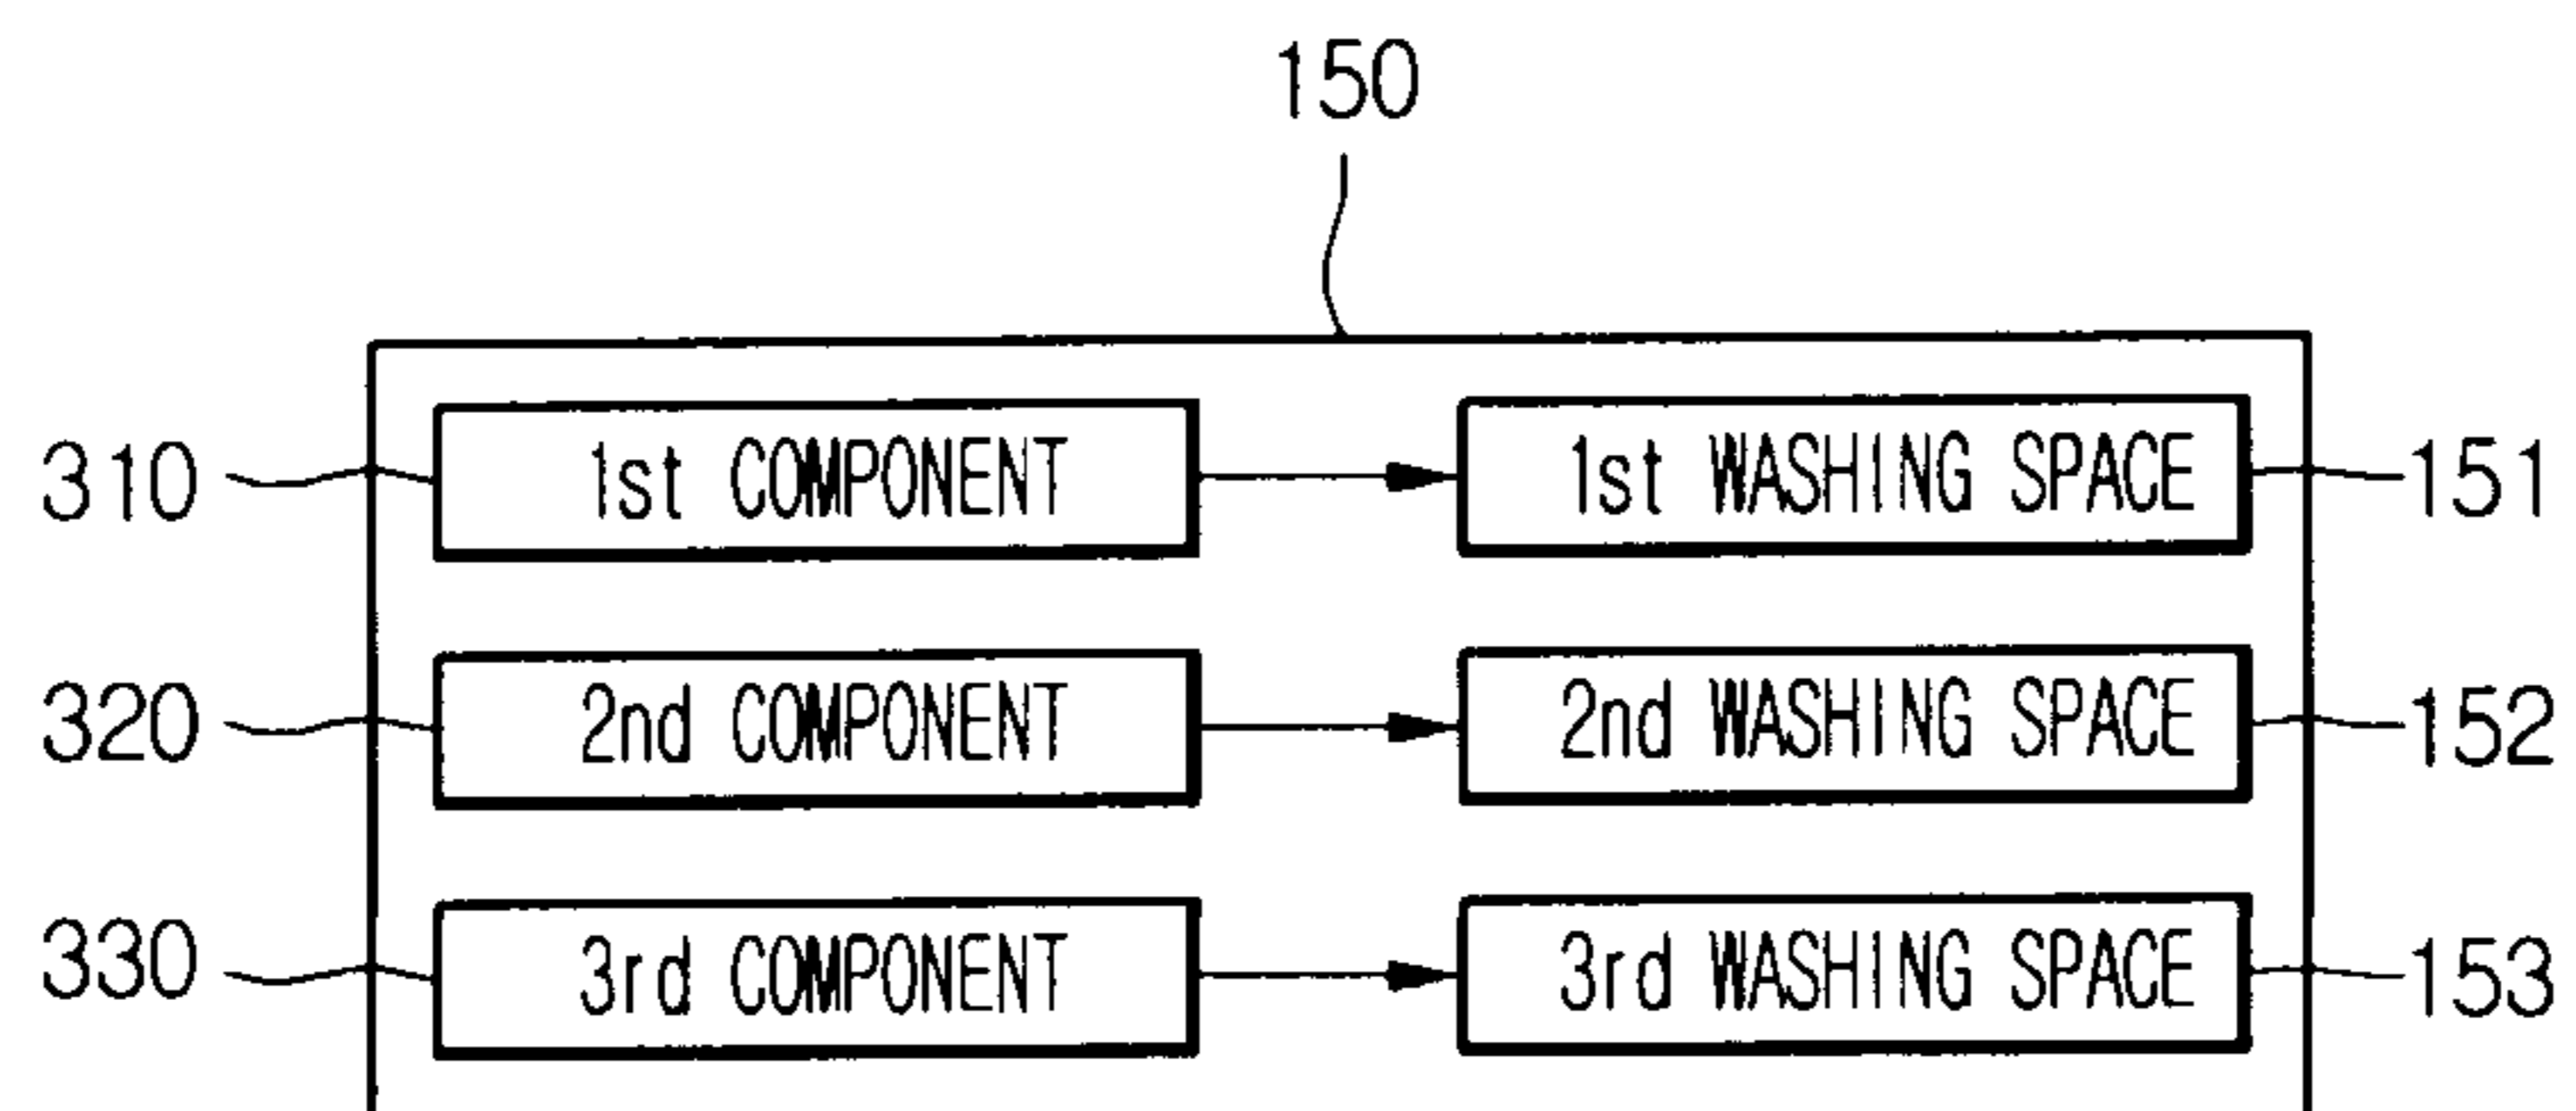 150
310 1st COMPONENT 1st WASHING SPACE 151
320 2nd COMPONENT 2nd WASHING SPACE 152
330 3rd COMPONENT 3rd WASHING SPACE 153